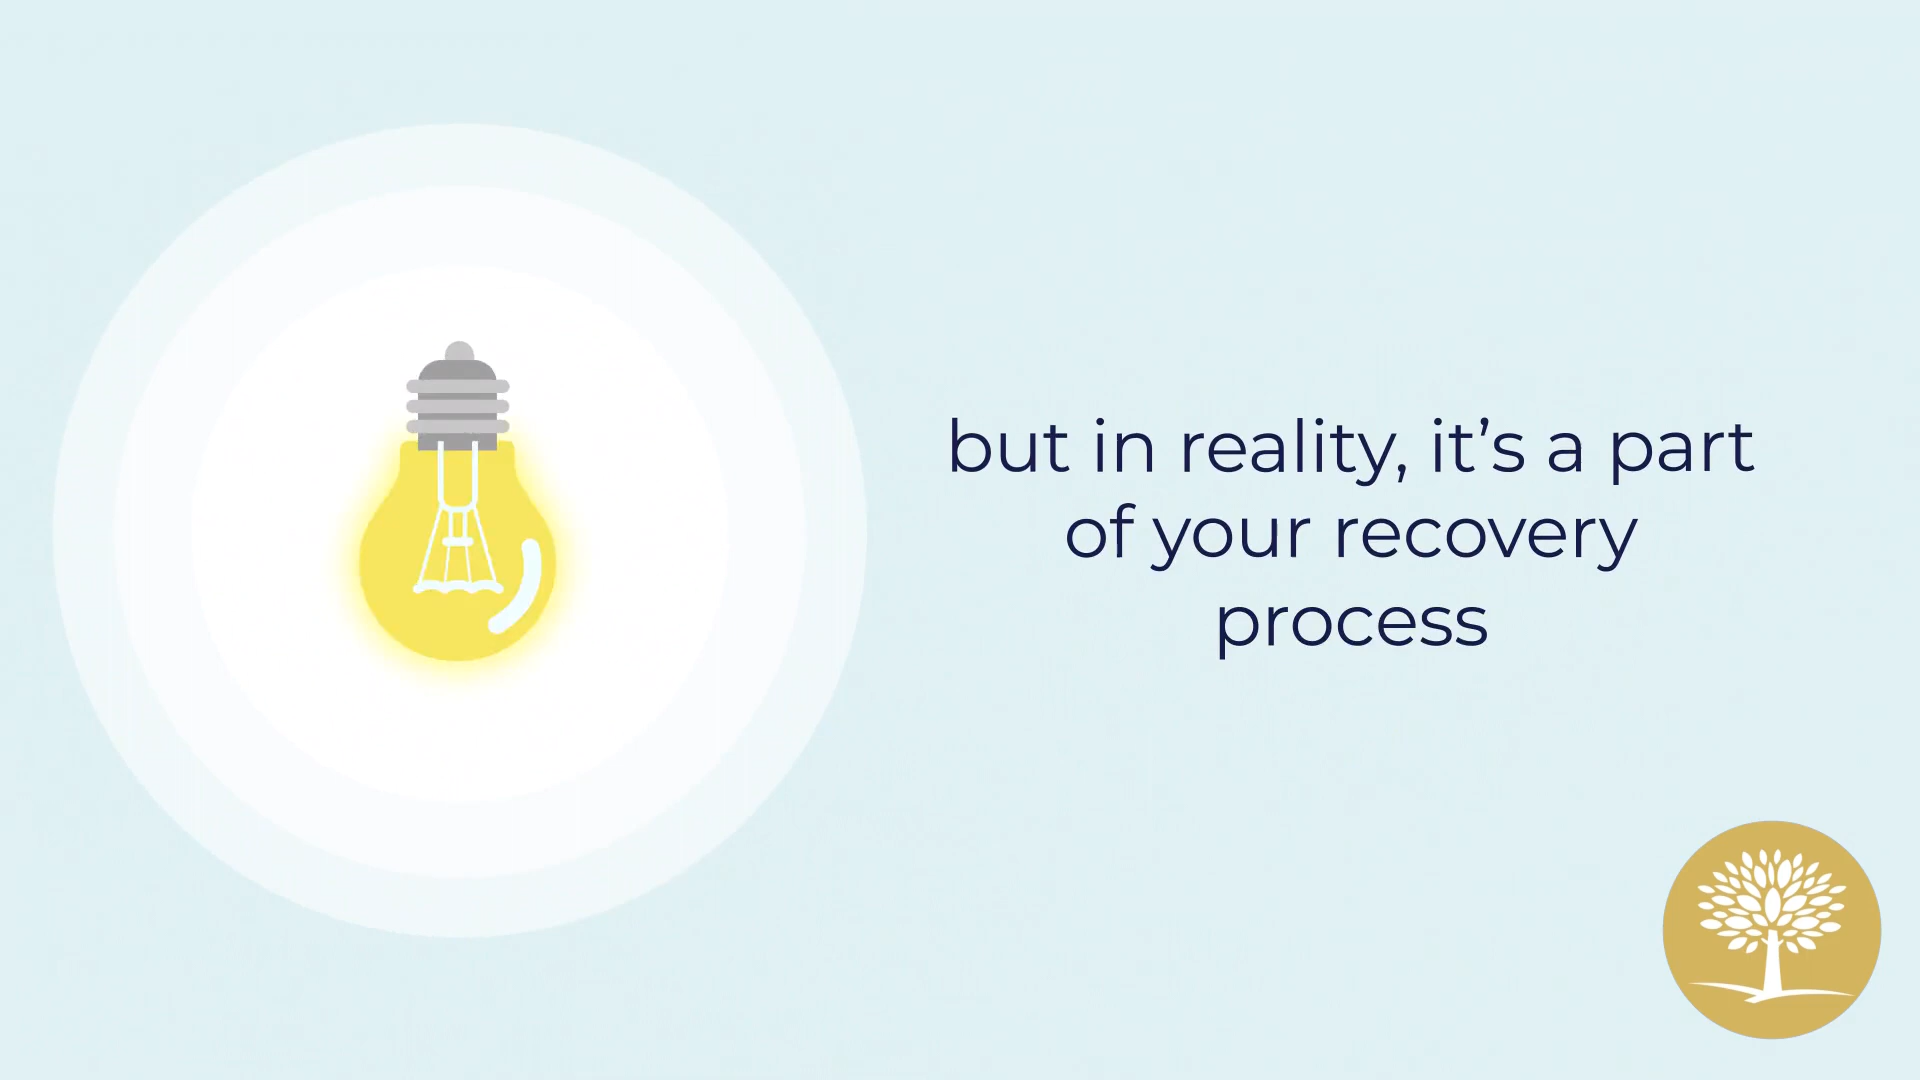 but in reality, it’s a part
of your recovery
process